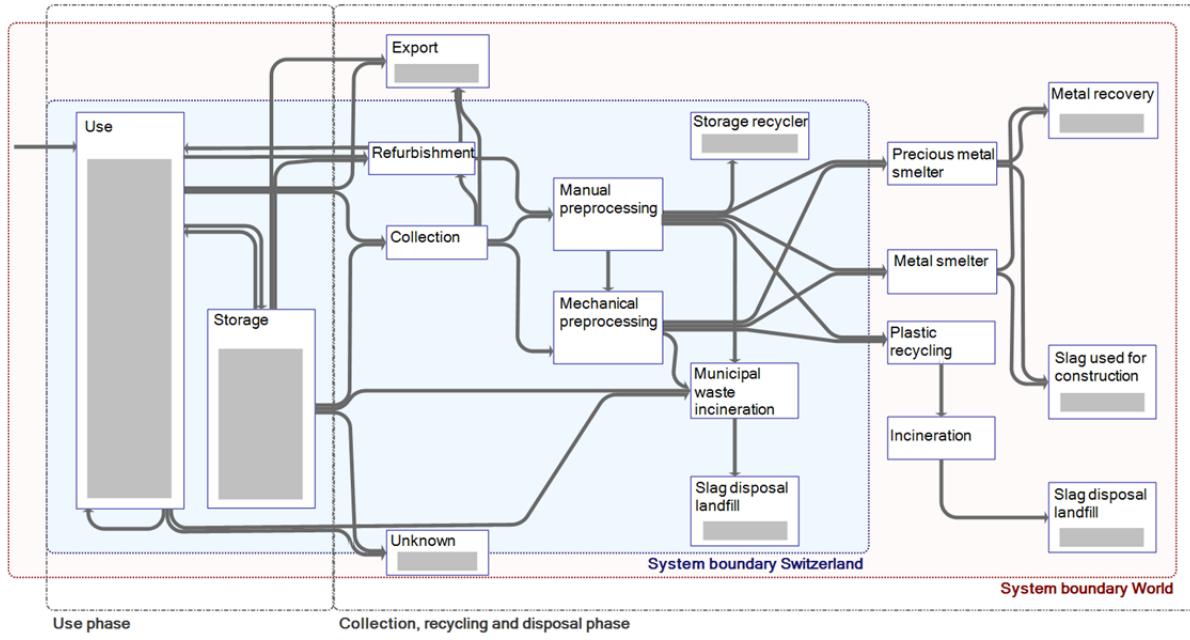 Export
Use
Storage recycler
Metal recovery
Refurbishment
Precious metal
smelter
Manual
preprocessing
Collection
Metal smelter
Mechanical
preprocessing
Storage
Plastic
recycling
Slag used for
construction
Municipal
waste
incineration
Incineration
Slag disposal
landfill
Slag disposal
landfill
Unknown
System boundary Switzerland
System boundary World
Use phase
Collection, recycling and disposal phase